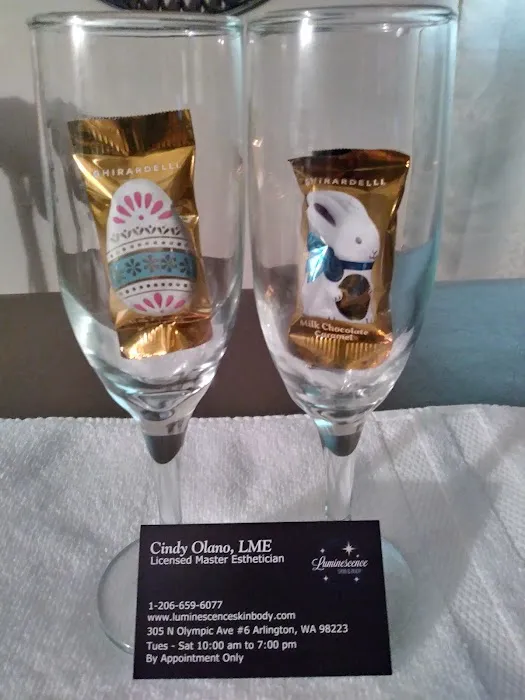 GHIRARDELLI
GHIRARDELLI
Milk Chocolate
Caramel
Cindy Olano, LME
Licensed Master Esthetician
Luminescence
1-206-659-6077
www.luminescenceskinbody.com
305 N Olympic Ave #6 Arlington, WA 98223
Tues - Sat 10:00 am to 7:00 pm
By Appointment Only